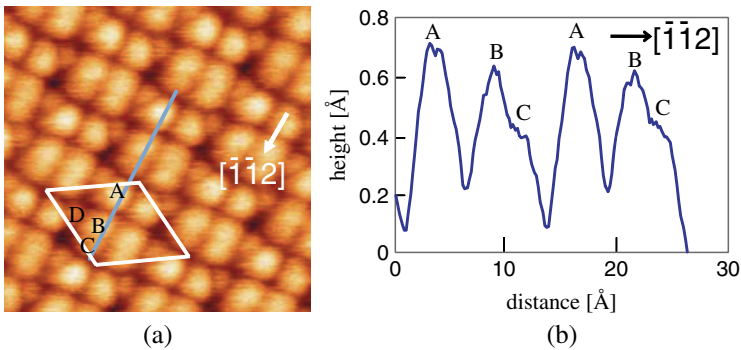 A
D
B
C
[1̄1̄2]
(a)
0.8
0.6
0.4
0.2
0
height [Å]
A
B
C
A
B
C
[1̄1̄2]
0 10 20 30
distance [Å]
(b)